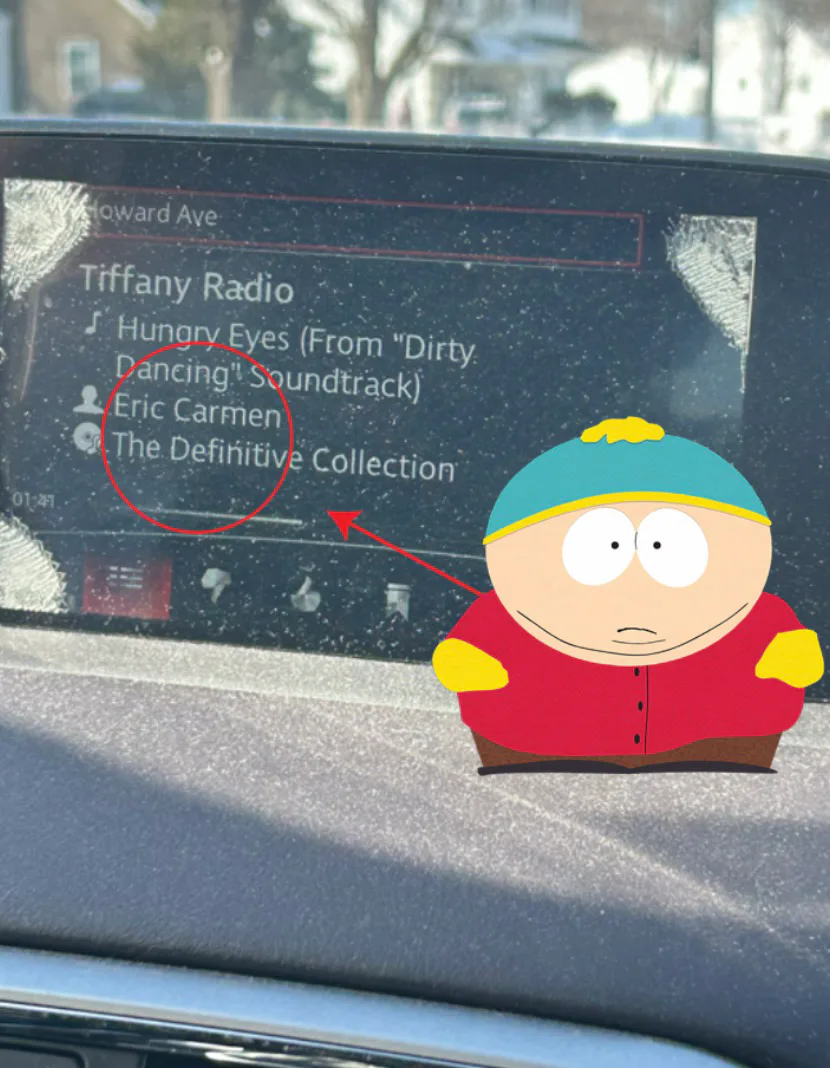 Howard Ave
Tiffany Radio
Hungry Eyes (From "Dirty
Dancing" Soundtrack)
Eric Carmen
The Definitive Collection
01:41